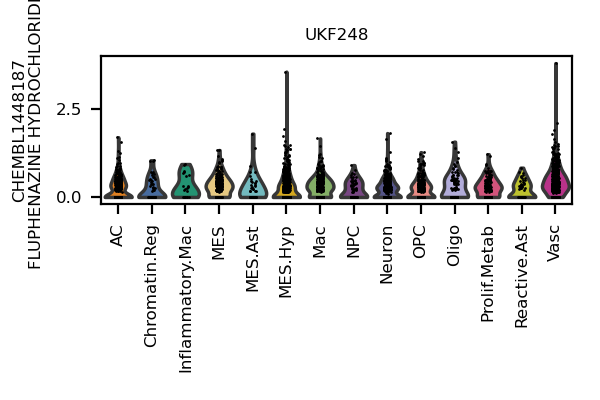 UKF248
CHEMBL1448187
FLUPHENAZINE HYDROCHLORIDE
2.5
0.0
AC
Chromatin.Reg
Inflammatory.Mac
MES
MES.Ast
MES.Hyp
Mac
NPC
Neuron
OPC
Oligo
Prolif.Metab
Reactive.Ast
Vasc